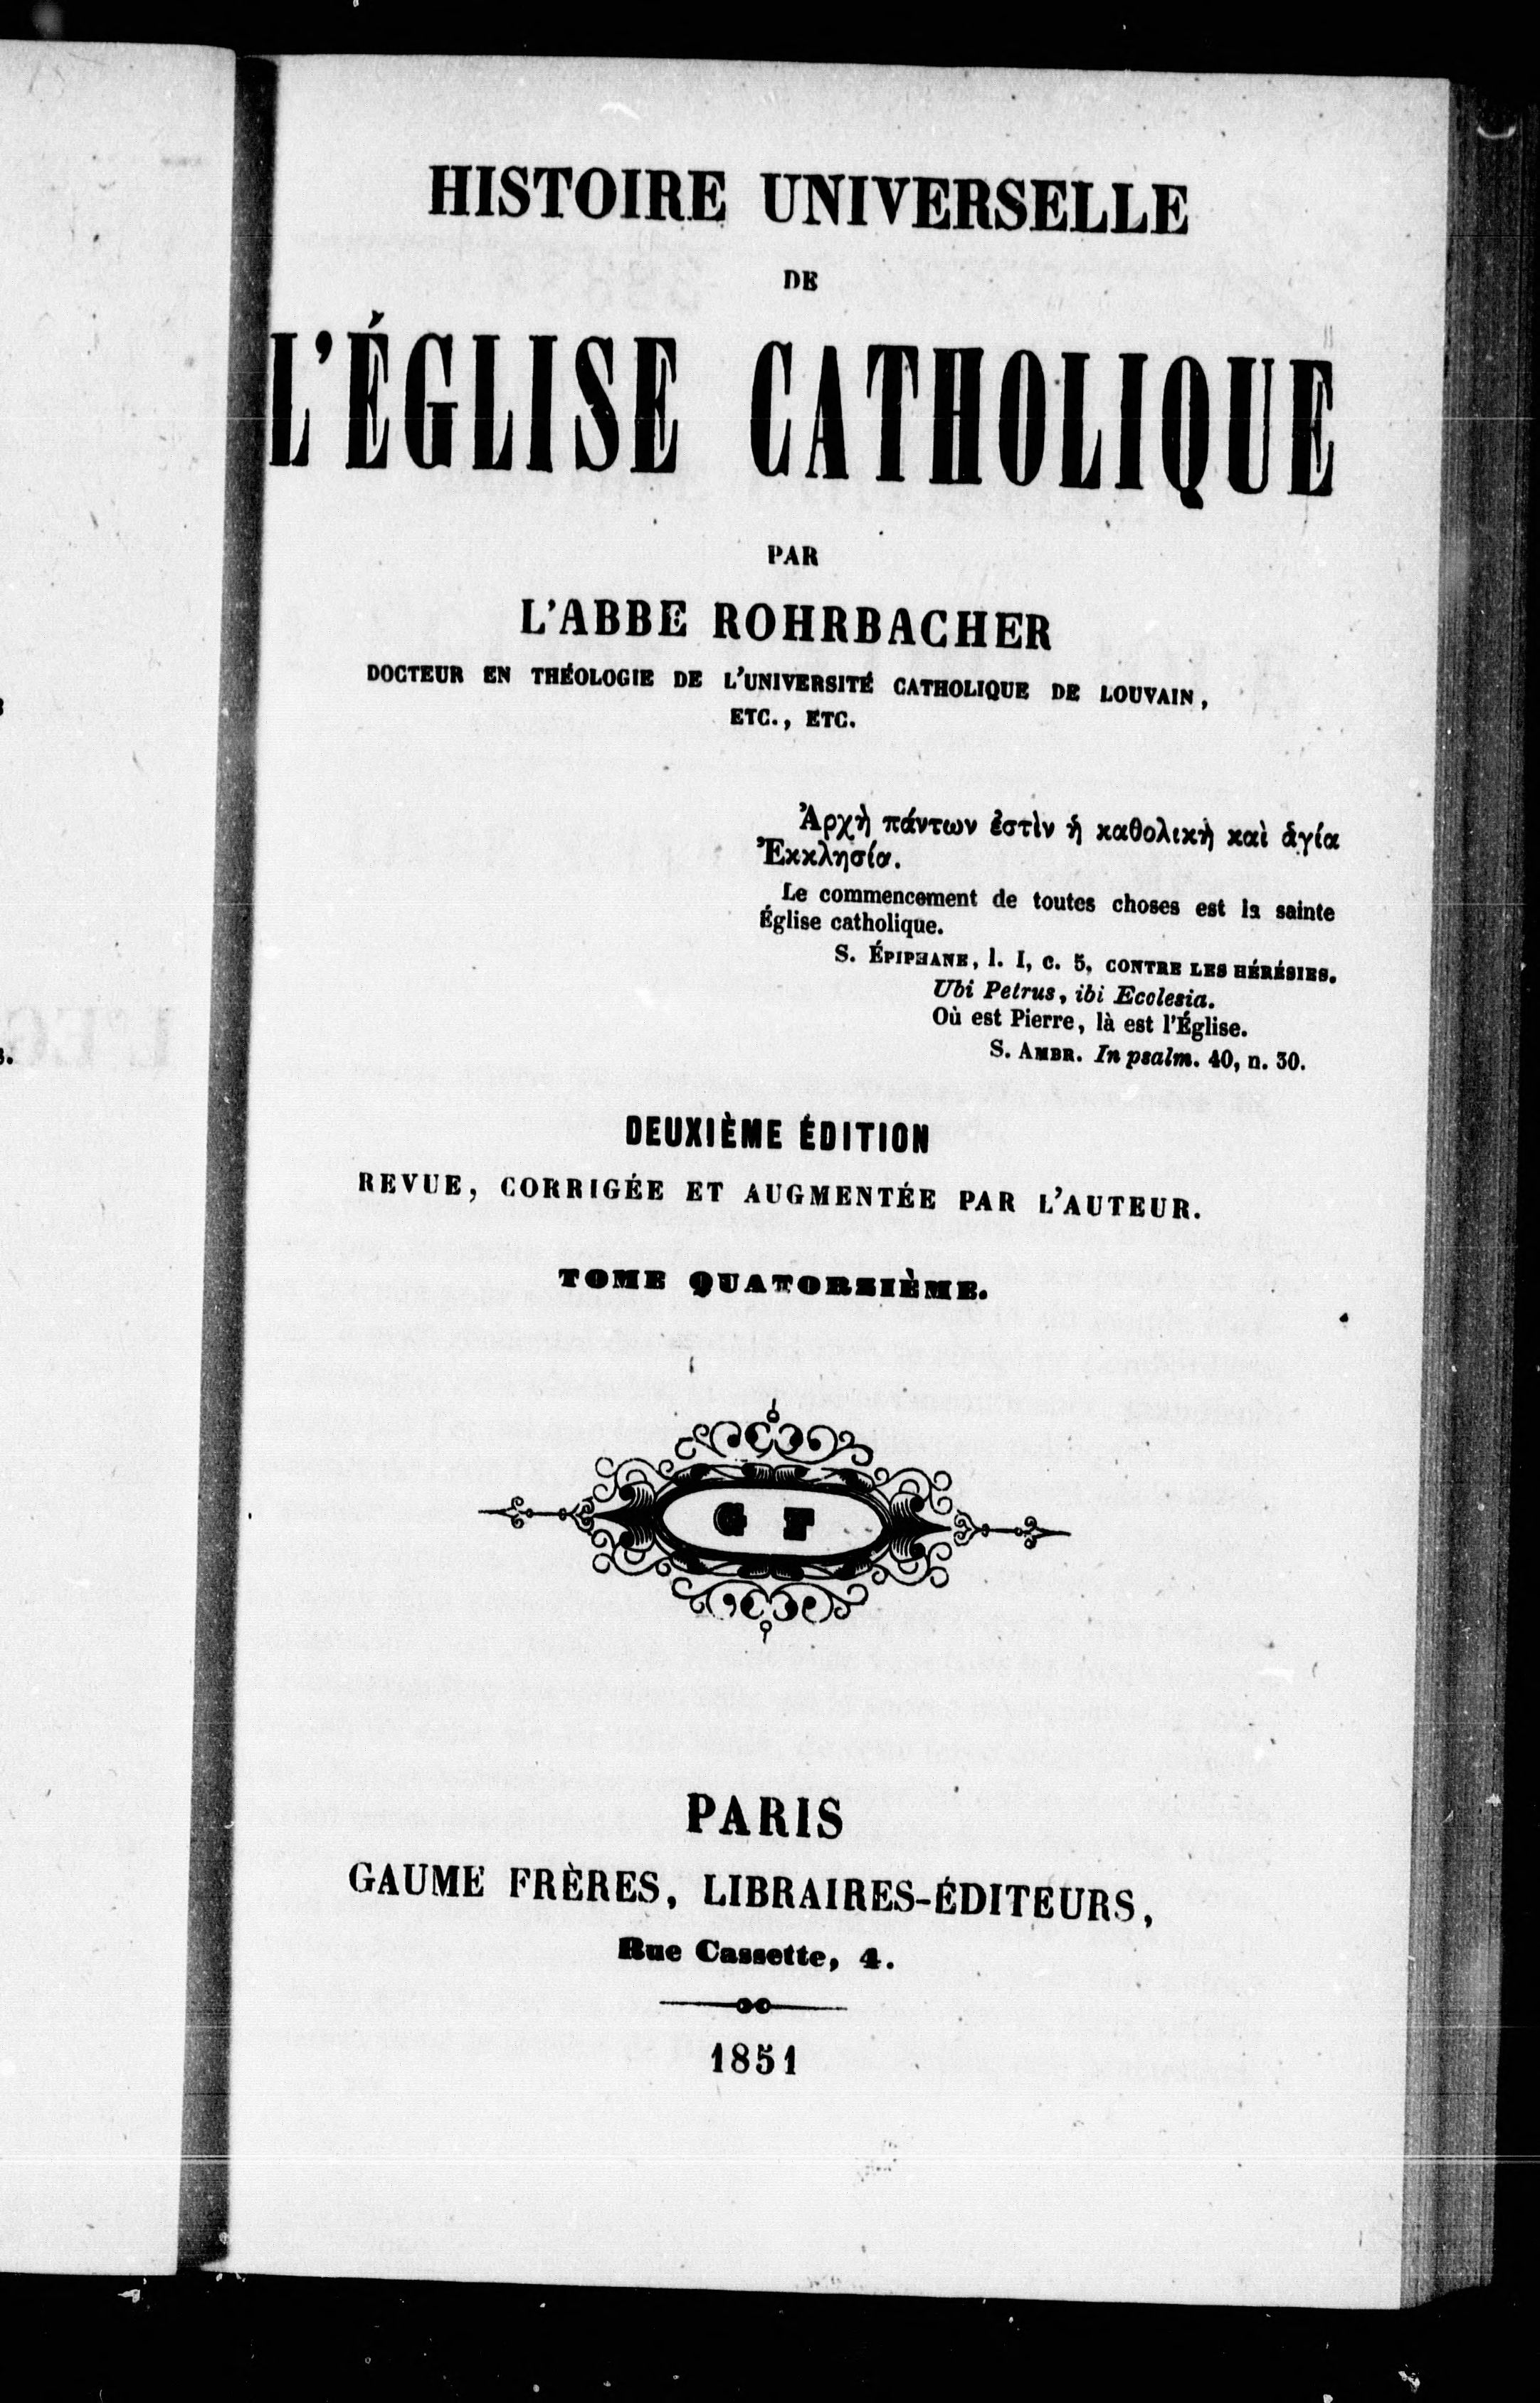 HISTOIRE UNIVERSELLE
DE
L'ÉGLISE CATHOLIQUE
PAR
L'ABBE ROHRBACHER
DOCTEUR EN THÉOLOGIE DE L'UNIVERSITÉ CATHOLIQUE DE LOUVAIN,
ETC., ETC.
Ἀρχὴ πάντων ἐστὶν ἡ καθολικὴ καὶ ἁγία
Ἐκκλησία.
Le commencement de toutes choses est la sainte
Église catholique.
S. ÉPIPHANE, l. I, c. 5, CONTRE LES HÉRÉSIES.
Ubi Petrus, ibi Ecclesia.
Où est Pierre, là est l'Église.
S. AMBR. In psalm. 40, n. 30.
DEUXIÈME ÉDITION
REVUE, CORRIGÉE ET AUGMENTÉE PAR L'AUTEUR.
TOME QUATORZIÈME.
G F
PARIS
GAUME FRÈRES, LIBRAIRES-ÉDITEURS,
Rue Cassette, 4.
1851